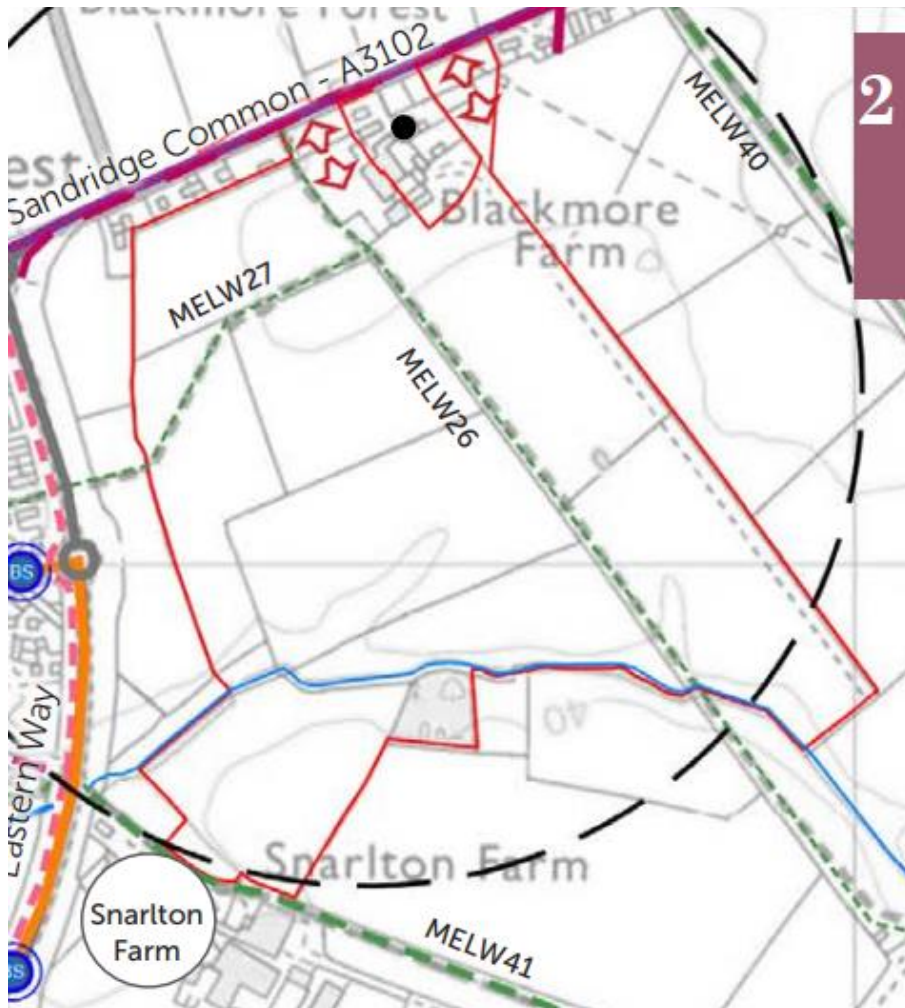 Blackmore Forest
Sandridge Common - A3102
2
est
MELW40
Blackmore
Farm
MELW27
MELW26
BS
40
Eastern Way
Snarlton Farm
Snarlton
Farm
MELW41
BS